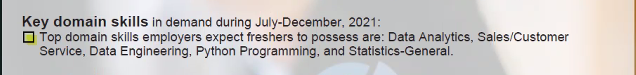 Key domain skills in demand during July-December, 2021:
Top domain skills employers expect freshers to possess are: Data Analytics, Sales/Customer
Service, Data Engineering, Python Programming, and Statistics-General.